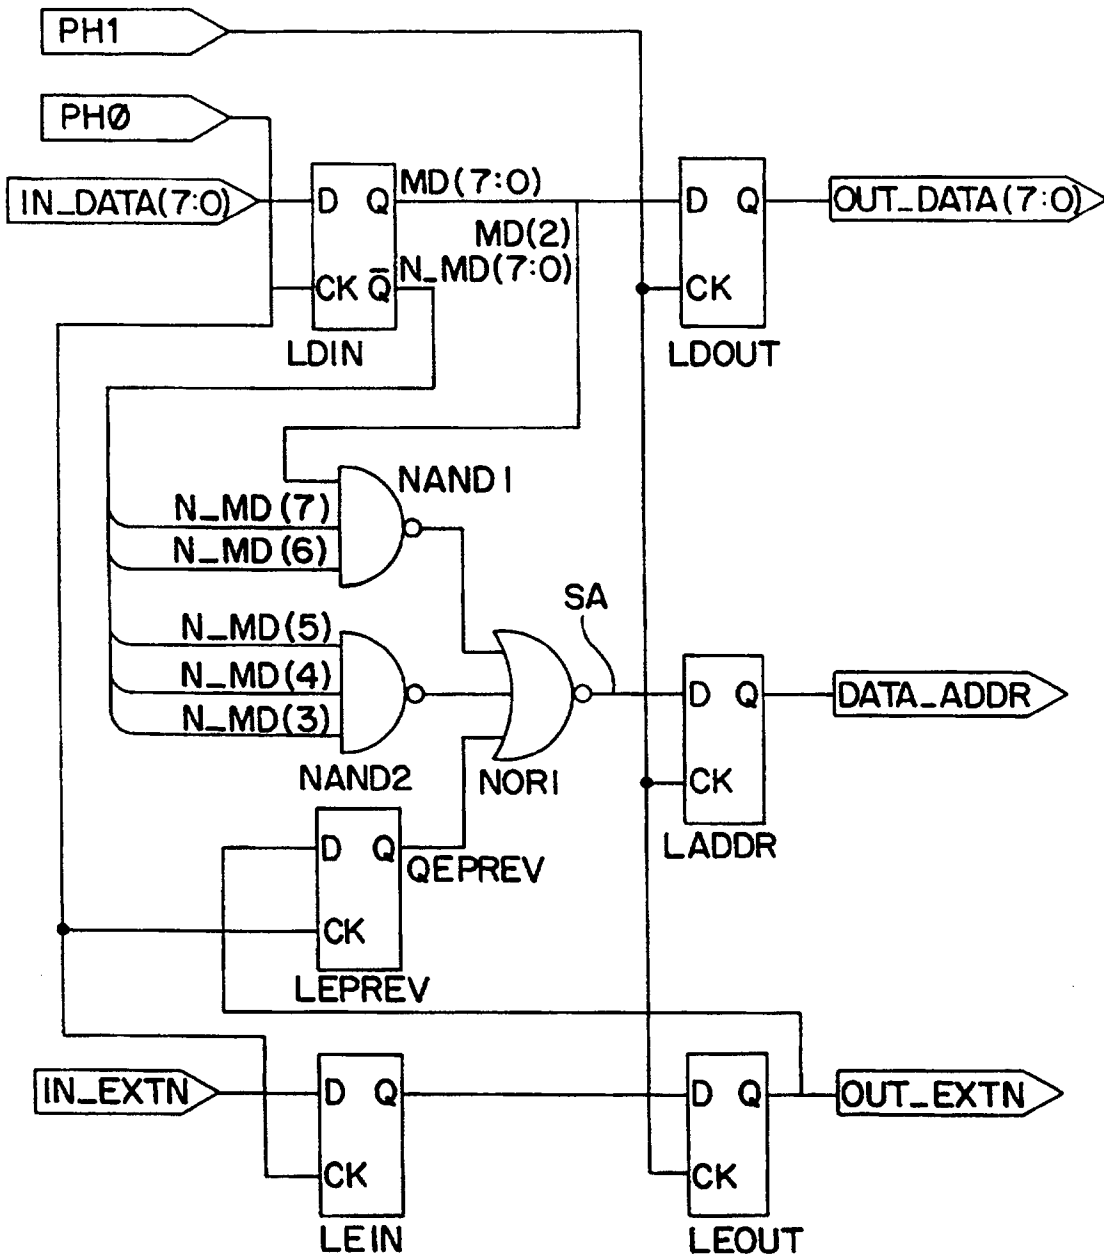 PH1
PHØ
IN_DATA(7:0)
D Q
MD(7:0)
D Q
OUT_DATA(7:0)
MD(2)
N_MD(7:0)
CK Q̅
CK
LDIN
LDOUT
NAND1
N_MD(7)
N_MD(6)
SA
N_MD(5)
N_MD(4)
N_MD(3)
D Q
DATA_ADDR
NAND2
NOR1
CK
LADDR
D Q
QEPREV
CK
LEPREV
IN_EXTN
D Q
D Q
OUT_EXTN
CK
CK
LEIN
LEOUT